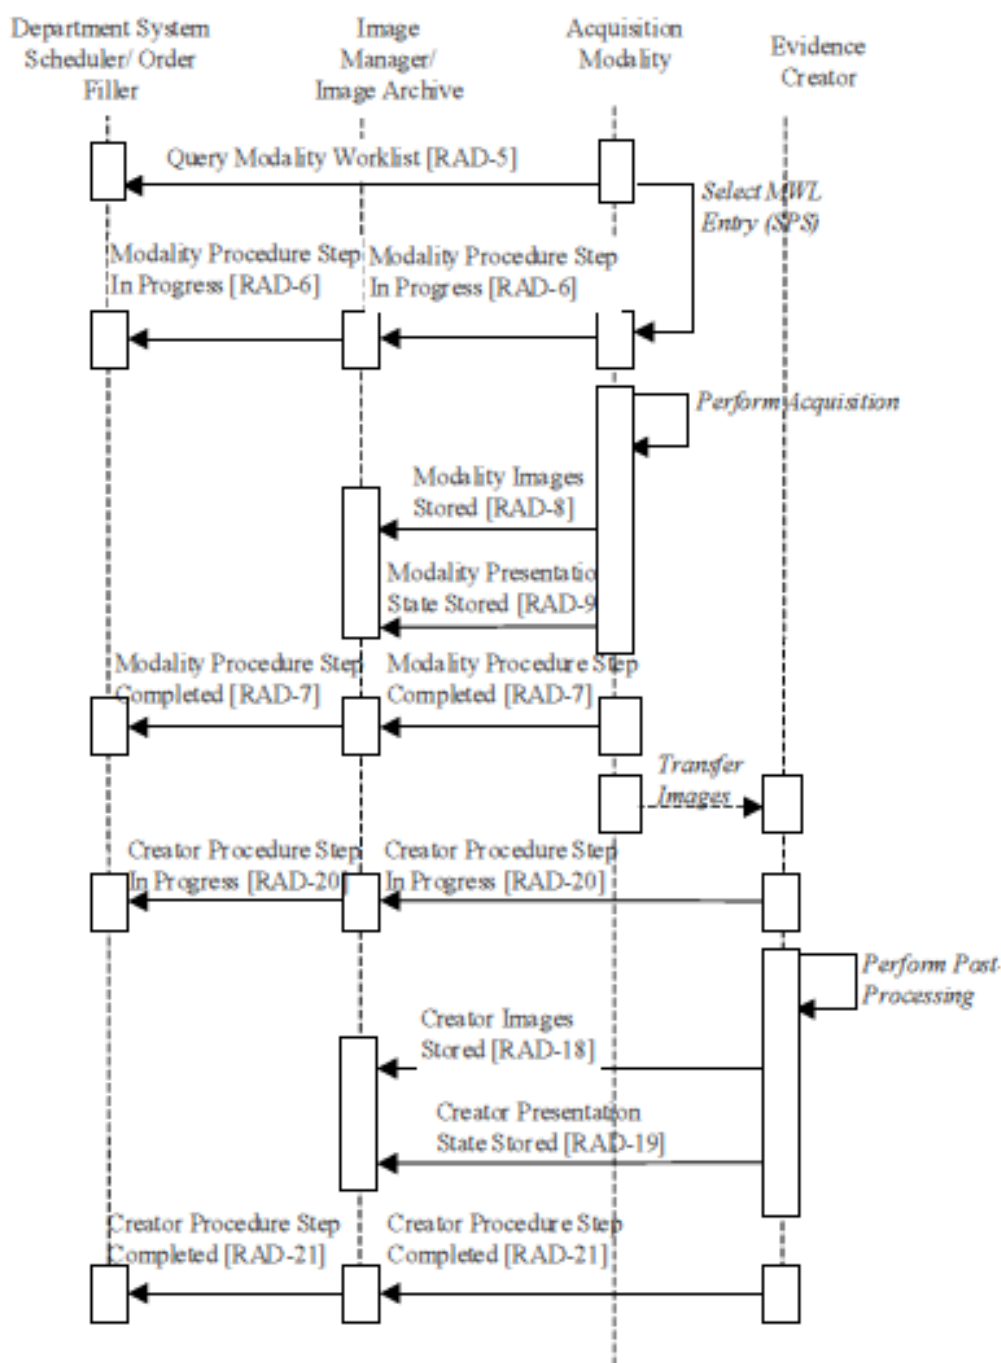 Department System
Scheduler/ Order
Filler
Image
Manager/
Image Archive
Acquisition
Modality
Evidence
Creator
Query Modality Worklist [RAD-5]
Select MWL
Entry (SPS)
Modality Procedure Step
In Progress [RAD-6]
Modality Procedure Step
In Progress [RAD-6]
Perform Acquisition
Modality Images
Stored [RAD-8]
Modality Presentatio
State Stored [RAD-9
Modality Procedure Step
Completed [RAD-7]
Modality Procedure Step
Completed [RAD-7]
Transfer
Images
Creator Procedure Step
In Progress [RAD-20]
Creator Procedure Step
In Progress [RAD-20]
Perform Post-
Processing
Creator Images
Stored [RAD-18]
Creator Presentation
State Stored [RAD-19]
Creator Procedure Step
Completed [RAD-21]
Creator Procedure Step
Completed [RAD-21]